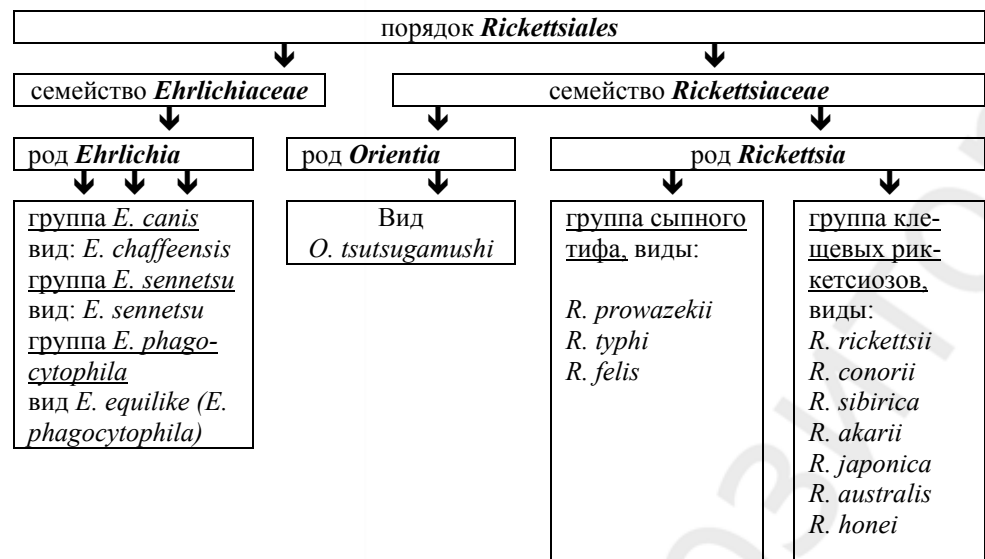 порядок Rickettsiales
семейство Ehrlichiaceae
семейство Rickettsiaceae
род Ehrlichia
род Orientia
род Rickettsia
группа E. canis
вид: E. chaffeensis
группа E. sennetsu
вид: E. sennetsu
группа E. phago-
cytophila
вид E. equilike (E.
phagocytophila)
Вид
O. tsutsugamushi
группа сыпного
тифа, виды:
R. prowazekii
R. typhi
R. felis
группа кле-
щевых рик-
кетсиозов,
виды:
R. rickettsii
R. conorii
R. sibirica
R. akarii
R. japonica
R. australis
R. honei